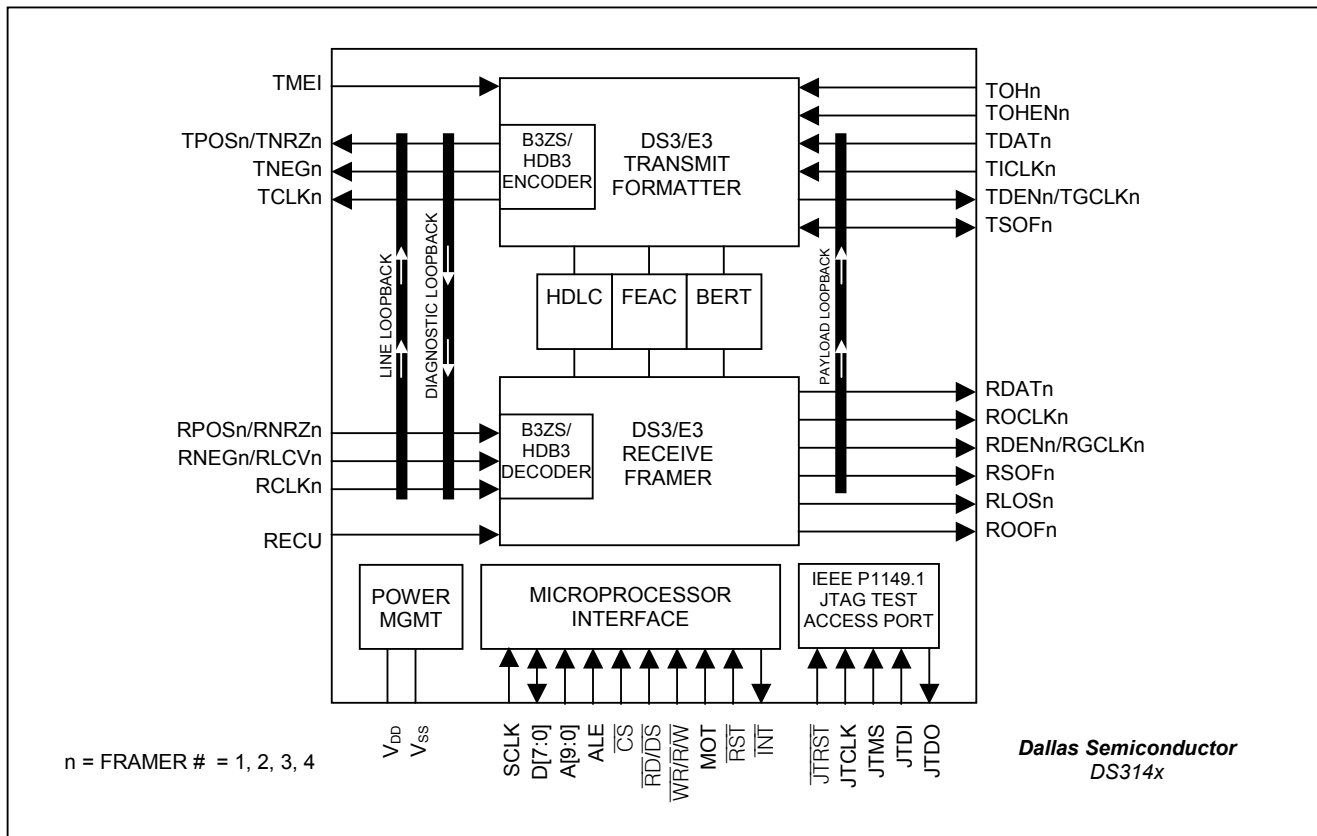 TMEI
TPOSn/TNRZn
TNEGn
TCLKn
LINE LOOPBACK
DIAGNOSTIC LOOPBACK
B3ZS/
HDB3
ENCODER
DS3/E3
TRANSMIT
FORMATTER
TOHn
TOHENn
TDATn
TICLKn
TDENn/TGCLKn
TSOFn
PAYLOAD LOOPBACK
HDLC
FEAC
BERT
RPOSn/RNRZn
RNEGn/RLCVn
RCLKn
RECU
B3ZS/
HDB3
DECODER
DS3/E3
RECEIVE
FRAMER
RDATn
ROCLKn
RDENn/RGCLKn
RSOFn
RLOSn
ROOFn
POWER
MGMT
MICROPROCESSOR
INTERFACE
IEEE P1149.1
JTAG TEST
ACCESS PORT
VDD
VSS
SCLK
D[7:0]
A[9:0]
ALE
CS
RD/DS
WR/R/W
MOT
RST
INT
JTRST
JTCLK
JTMS
JTDI
JTDO
n = FRAMER # = 1, 2, 3, 4
Dallas Semiconductor
DS314x